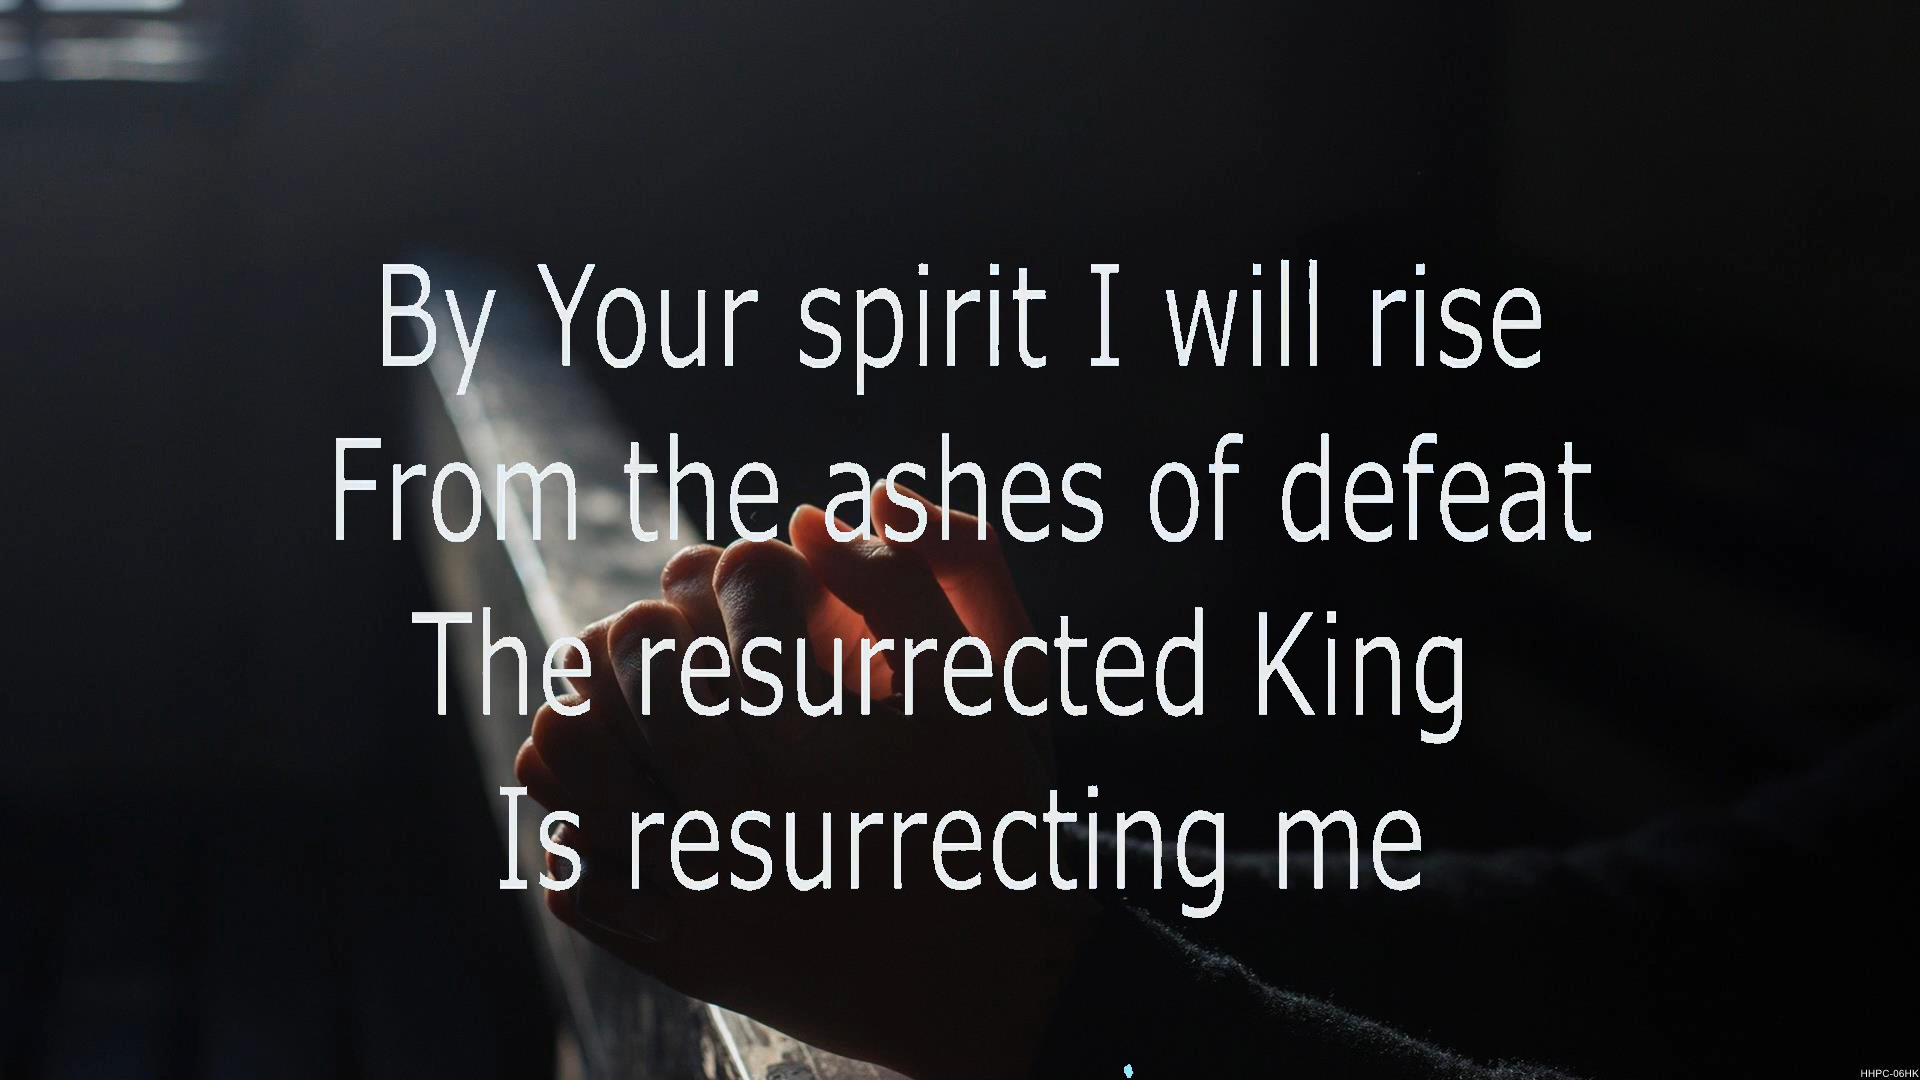 By Your spirit I will rise
From the ashes of defeat
The resurrected King
Is resurrecting me
HHPC-06HK